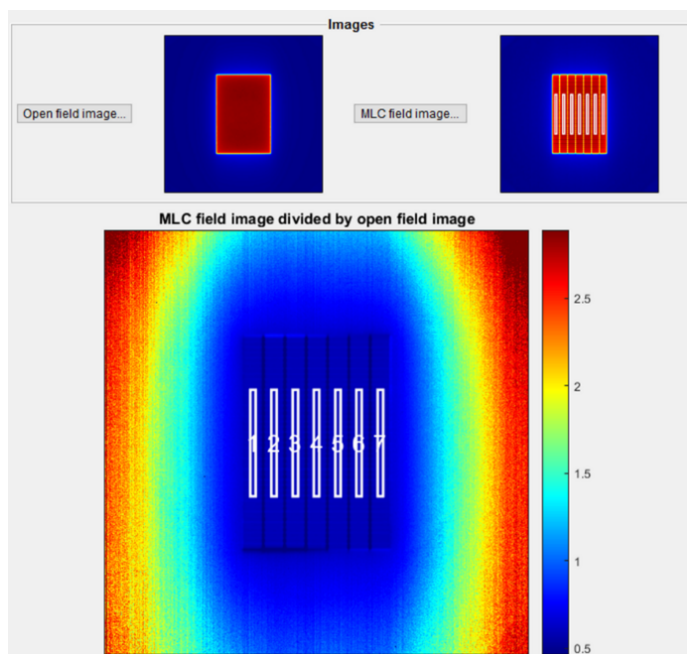 Images
Open field image...
MLC field image...
MLC field image divided by open field image
2.5
2
1.5
1
0.5
1 2 3 4 5 6 7